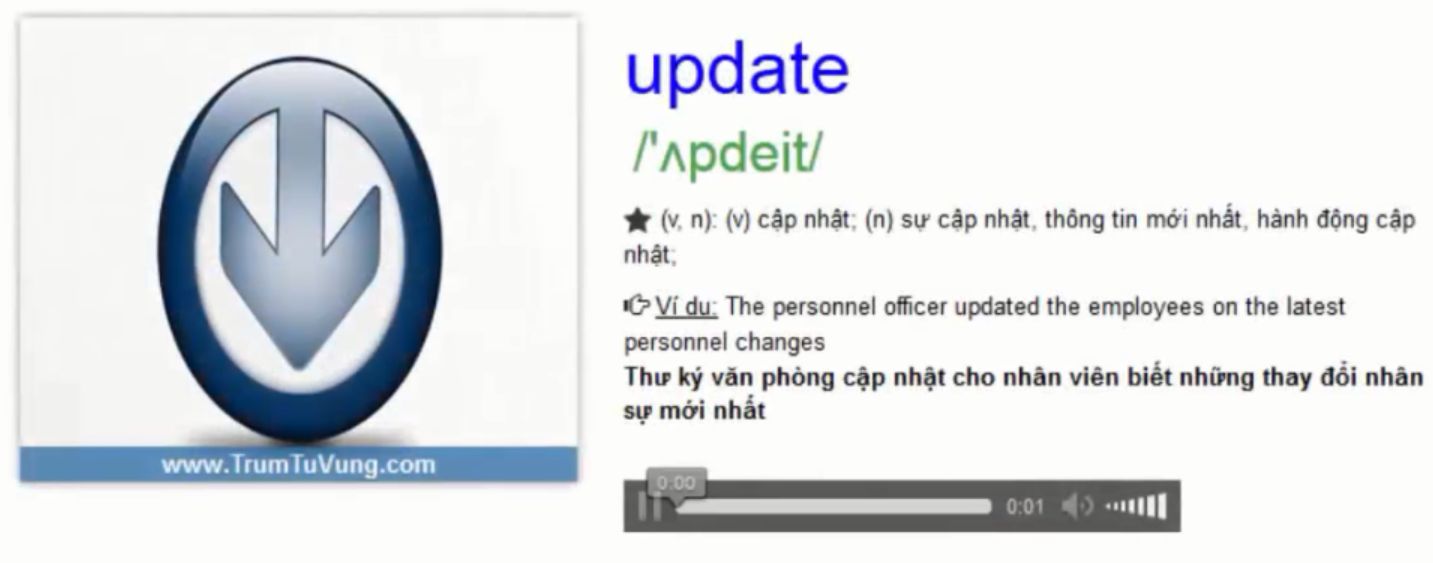 update
/'ʌpdeit/
★ (v, n): (v) cập nhật; (n) sự cập nhật, thông tin mới nhất, hành động cập
nhật;
Ví dụ: The personnel officer updated the employees on the latest
personnel changes
Thư ký văn phòng cập nhật cho nhân viên biết những thay đổi nhân
sự mới nhất
www.TrumTuVung.com
0:00
0:01